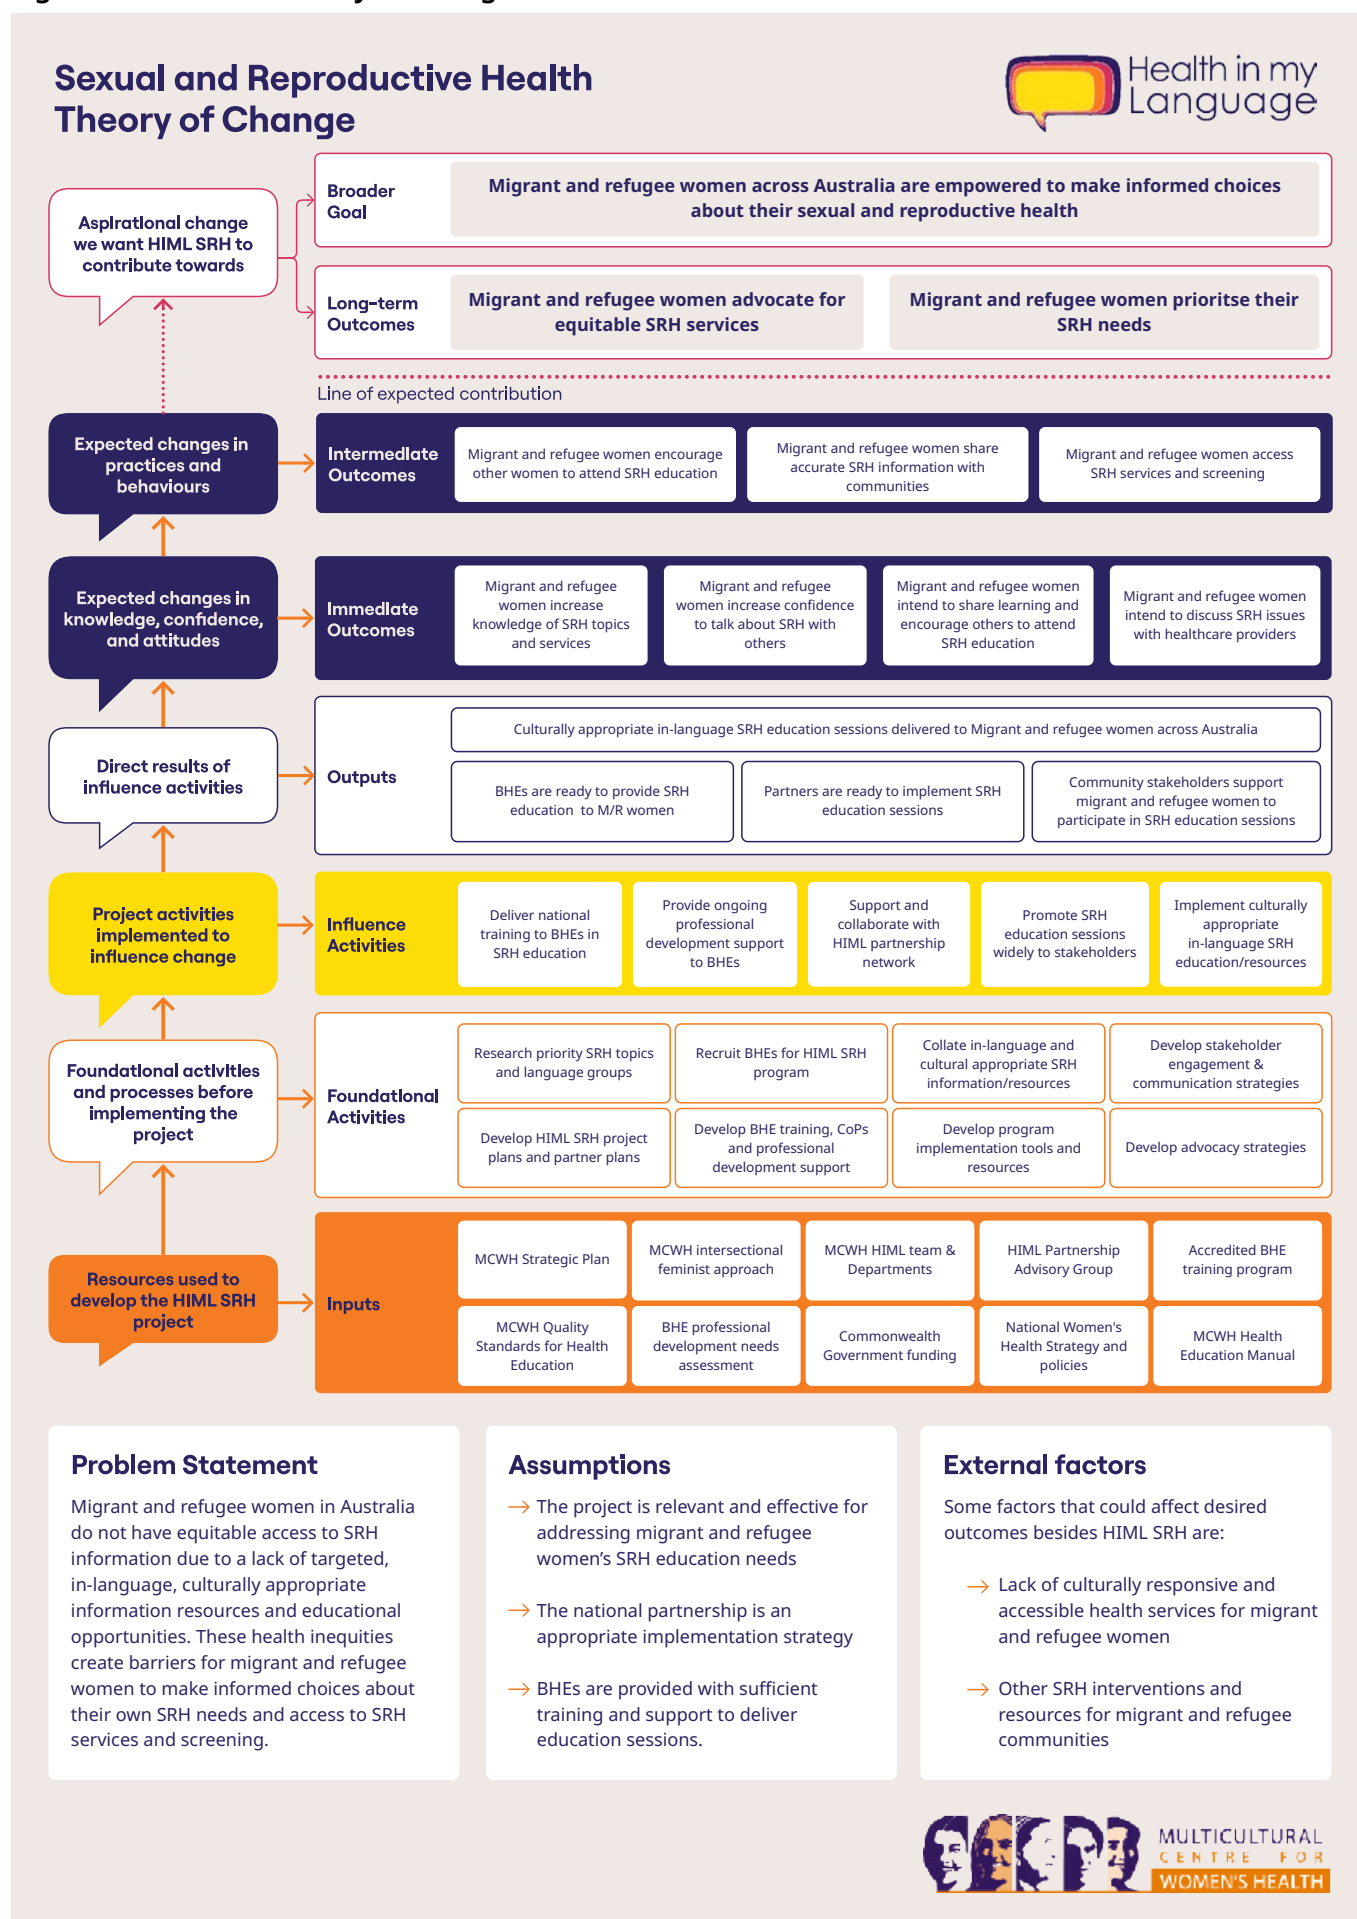 Sexual and Reproductive Health
Theory of Change
Health in my
Language
Aspirational change
we want HIML SRH to
contribute towards
Broader
Goal
Migrant and refugee women across Australia are empowered to make informed choices
about their sexual and reproductive health
Long-term
Outcomes
Migrant and refugee women advocate for
equitable SRH services
Migrant and refugee women prioritse their
SRH needs
Line of expected contribution
Expected changes in
practices and
behaviours
Intermediate
Outcomes
Migrant and refugee women encourage
other women to attend SRH education
Migrant and refugee women share
accurate SRH information with
communities
Migrant and refugee women access
SRH services and screening
Expected changes in
knowledge, confidence,
and attitudes
Immediate
Outcomes
Migrant and refugee
women increase
knowledge of SRH topics
and services
Migrant and refugee
women increase confidence
to talk about SRH with
others
Migrant and refugee women
intend to share learning and
encourage others to attend
SRH education
Migrant and refugee women
intend to discuss SRH issues
with healthcare providers
Direct results of
influence activities
Outputs
Culturally appropriate in-language SRH education sessions delivered to Migrant and refugee women across Australia
BHEs are ready to provide SRH
education to M/R women
Partners are ready to implement SRH
education sessions
Community stakeholders support
migrant and refugee women to
participate in SRH education sessions
Project activities
implemented to
influence change
Influence
Activities
Deliver national
training to BHEs in
SRH education
Provide ongoing
professional
development support
to BHEs
Support and
collaborate with
HIML partnership
network
Promote SRH
education sessions
widely to stakeholders
Implement culturally
appropriate
in-language SRH
education/resources
Foundational activities
and processes before
implementing the
project
Foundational
Activities
Research priority SRH topics
and language groups
Recruit BHEs for HIML SRH
program
Collate in-language and
cultural appropriate SRH
information/resources
Develop stakeholder
engagement &
communication strategies
Develop HIML SRH project
plans and partner plans
Develop BHE training, CoPs
and professional
development support
Develop program
implementation tools and
resources
Develop advocacy strategies
Resources used to
develop the HIML SRH
project
Inputs
MCWH Strategic Plan
MCWH intersectional
feminist approach
MCWH HIML team &
Departments
HIML Partnership
Advisory Group
Accredited BHE
training program
MCWH Quality
Standards for Health
Education
BHE professional
development needs
assessment
Commonwealth
Government funding
National Women's
Health Strategy and
policies
MCWH Health
Education Manual
Problem Statement
Migrant and refugee women in Australia
do not have equitable access to SRH
information due to a lack of targeted,
in-language, culturally appropriate
information resources and educational
opportunities. These health inequities
create barriers for migrant and refugee
women to make informed choices about
their own SRH needs and access to SRH
services and screening.
Assumptions
→ The project is relevant and effective for
addressing migrant and refugee
women's SRH education needs
→ The national partnership is an
appropriate implementation strategy
→ BHEs are provided with sufficient
training and support to deliver
education sessions.
External factors
Some factors that could affect desired
outcomes besides HIML SRH are:
→ Lack of culturally responsive and
accessible health services for migrant
and refugee women
→ Other SRH interventions and
resources for migrant and refugee
communities
MULTICULTURAL
CENTRE FOR
WOMEN'S HEALTH